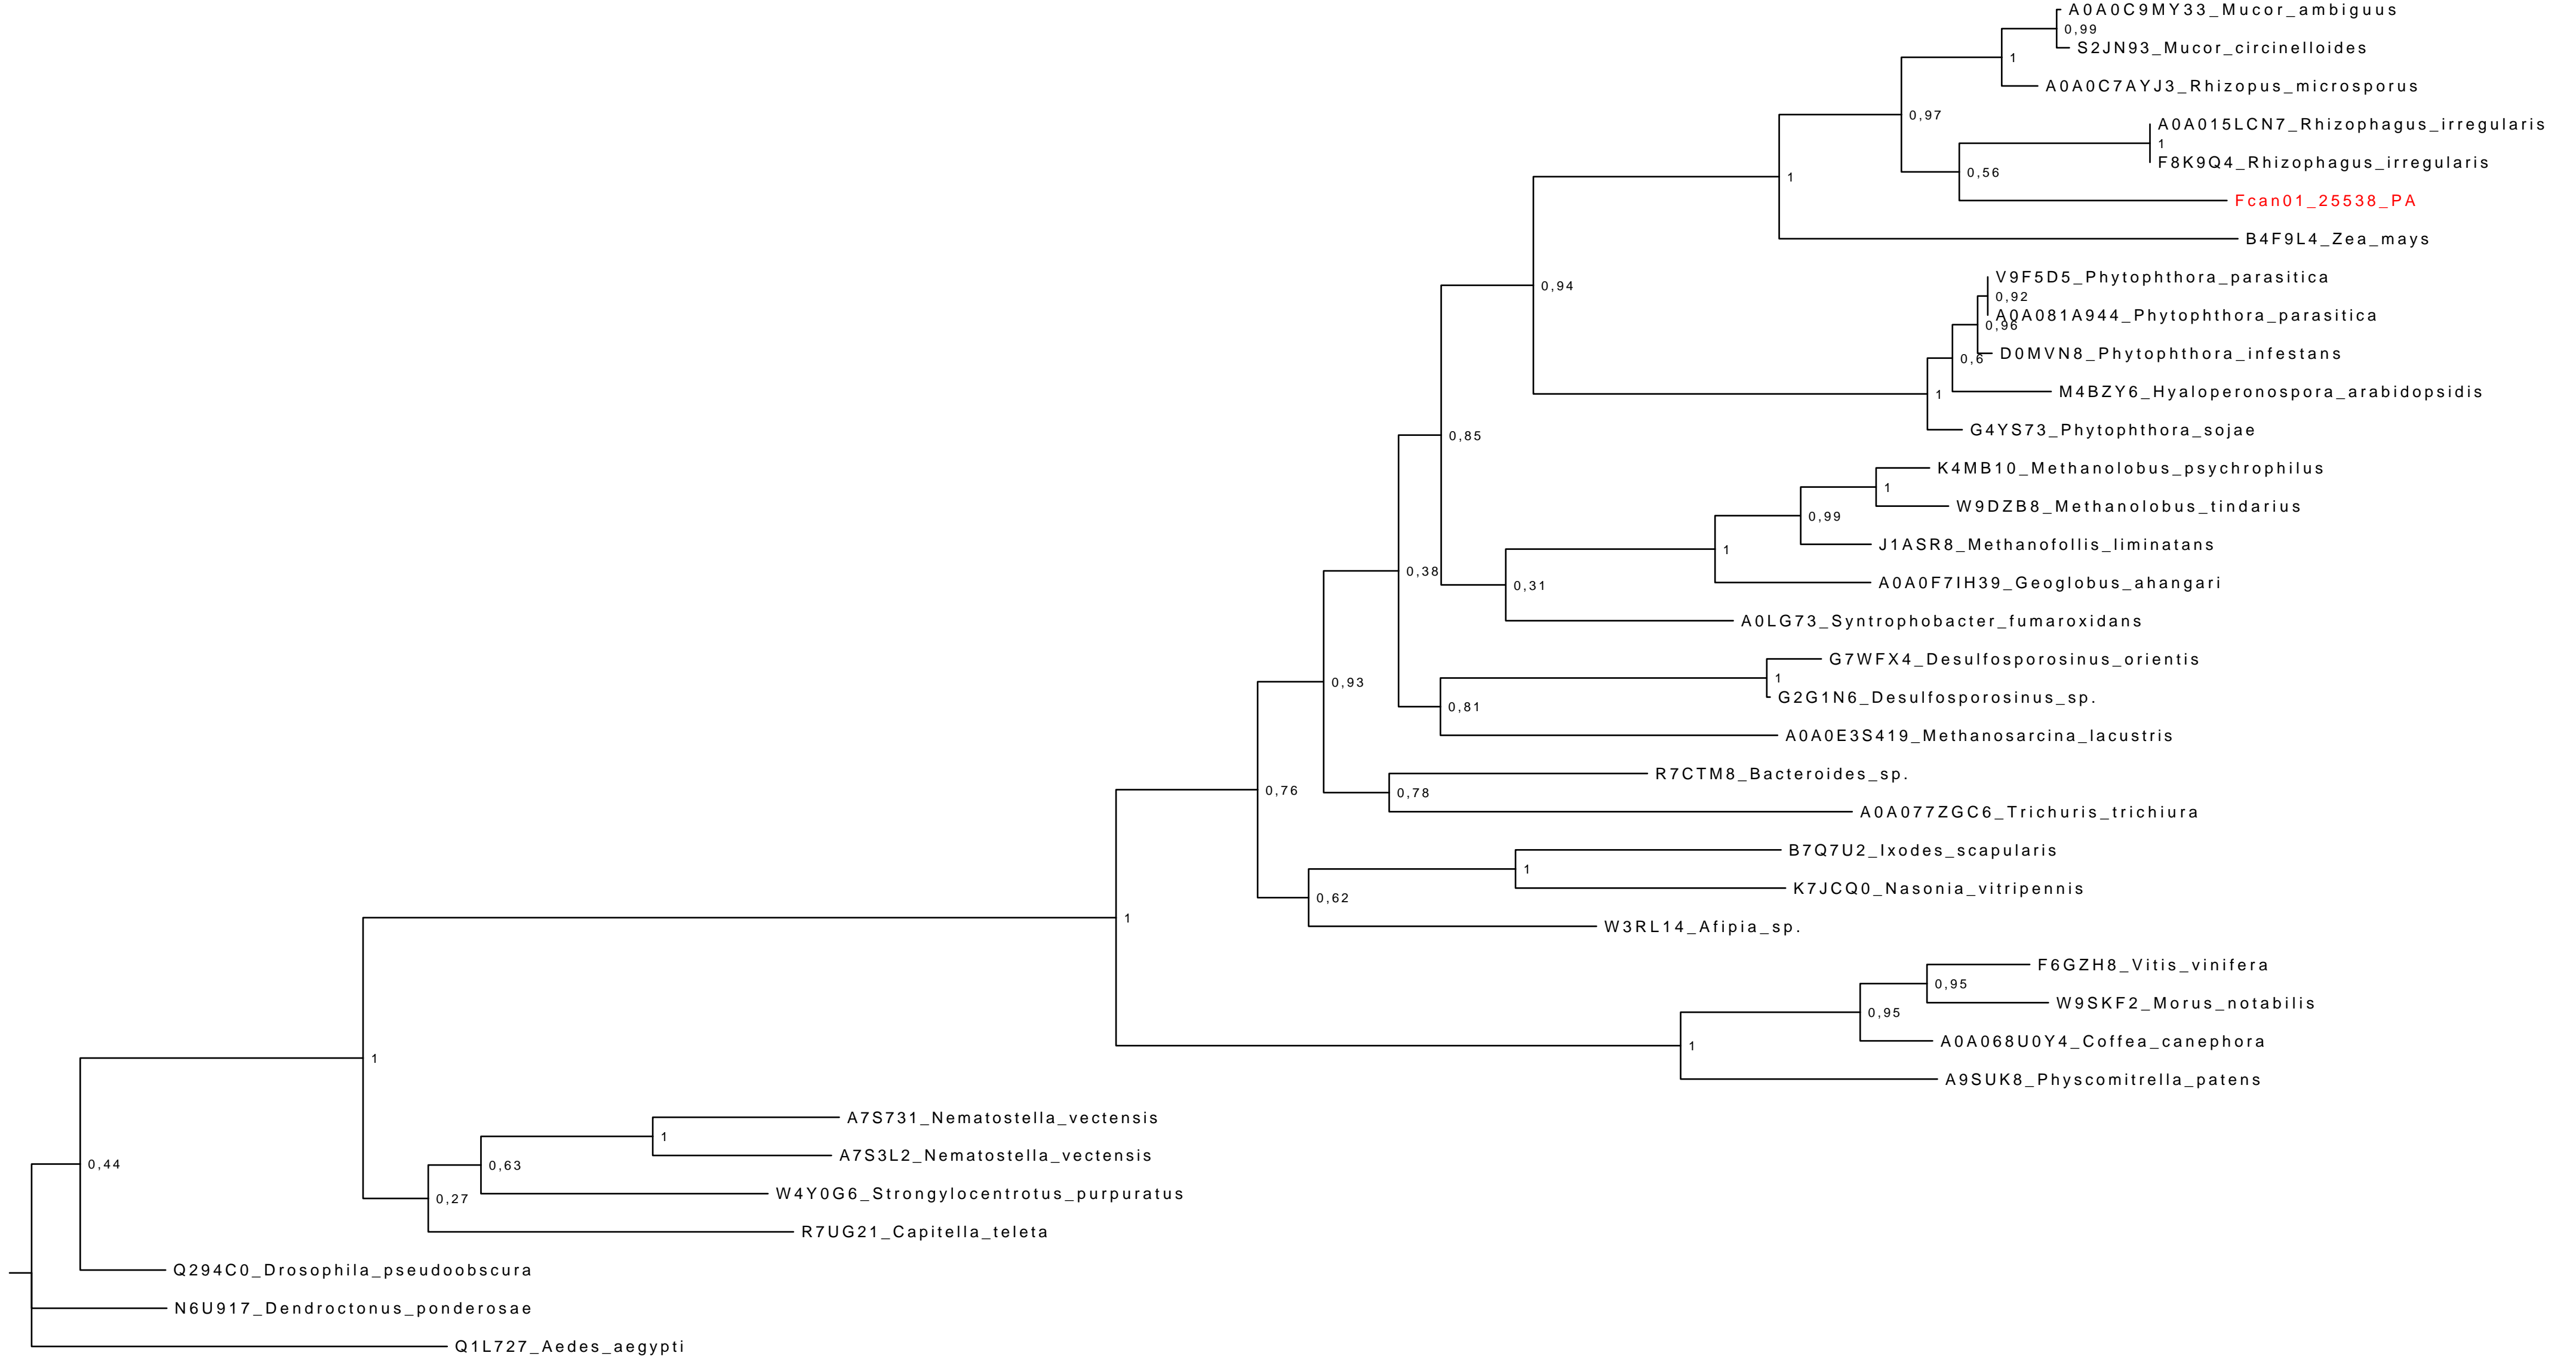 A0A0C9MY33_Mucor_ambiguus
0,99
S2JN93_Mucor_circinelloides
1
A0A0C7AYJ3_Rhizopus_microsporus
0,97
A0A015LCN7_Rhizophagus_irregularis
1
F8K9Q4_Rhizophagus_irregularis
0,56
1
Fcan01_25538_PA
B4F9L4_Zea_mays
V9F5D5_Phytophthora_parasitica
0,94
0,92
A0A081A944_Phytophthora_parasitica
0,96
D0MVN8_Phytophthora_infestans
0,6
M4BZY6_Hyaloperonospora_arabidopsidis
1
G4YS73_Phytophthora_sojae
0,85
K4MB10_Methanolobus_psychrophilus
1
W9DZB8_Methanolobus_tindarius
0,99
J1ASR8_Methanofollis_liminatans
1
0,38
A0A0F7IH39_Geoglobus_ahangari
0,31
A0LG73_Syntrophobacter_fumaroxidans
G7WFX4_Desulfosporosinus_orientis
1
0,93
G2G1N6_Desulfosporosinus_sp.
0,81
A0A0E3S419_Methanosarcina_lacustris
R7CTM8_Bacteroides_sp.
0,76
0,78
A0A077ZGC6_Trichuris_trichiura
B7Q7U2_Ixodes_scapularis
1
K7JCQ0_Nasonia_vitripennis
0,62
1
W3RL14_Afipia_sp.
F6GZH8_Vitis_vinifera
0,95
W9SKF2_Morus_notabilis
0,95
A0A068U0Y4_Coffea_canephora
1
1
A9SUK8_Physcomitrella_patens
A7S731_Nematostella_vectensis
1
A7S3L2_Nematostella_vectensis
0,44
0,63
W4Y0G6_Strongylocentrotus_purpuratus
0,27
R7UG21_Capitella_teleta
Q294C0_Drosophila_pseudoobscura
N6U917_Dendroctonus_ponderosae
Q1L727_Aedes_aegypti